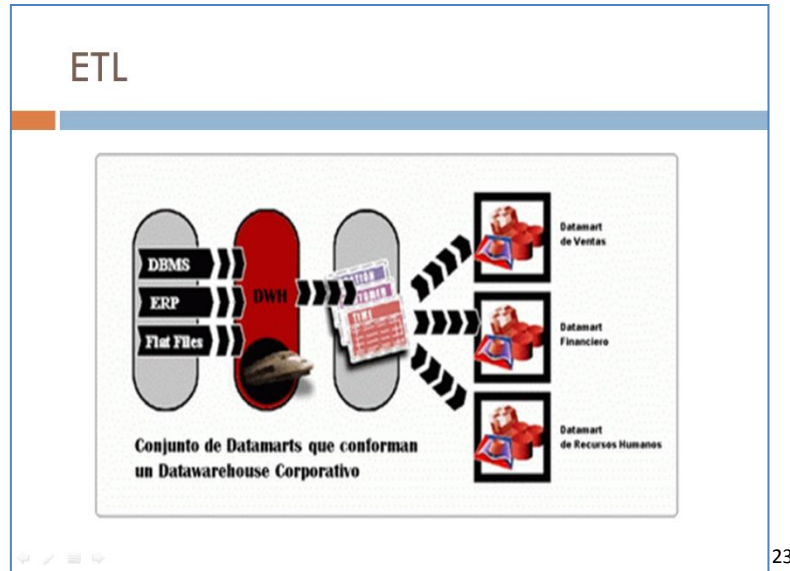 ETL
DBMS
ERP
Flat Files
DWH
TIME
Datamart
de Ventas
Datamart
Financiero
Datamart
de Recursos Humanos
Conjunto de Datamarts que conforman
un Datawarehouse Corporativo
23